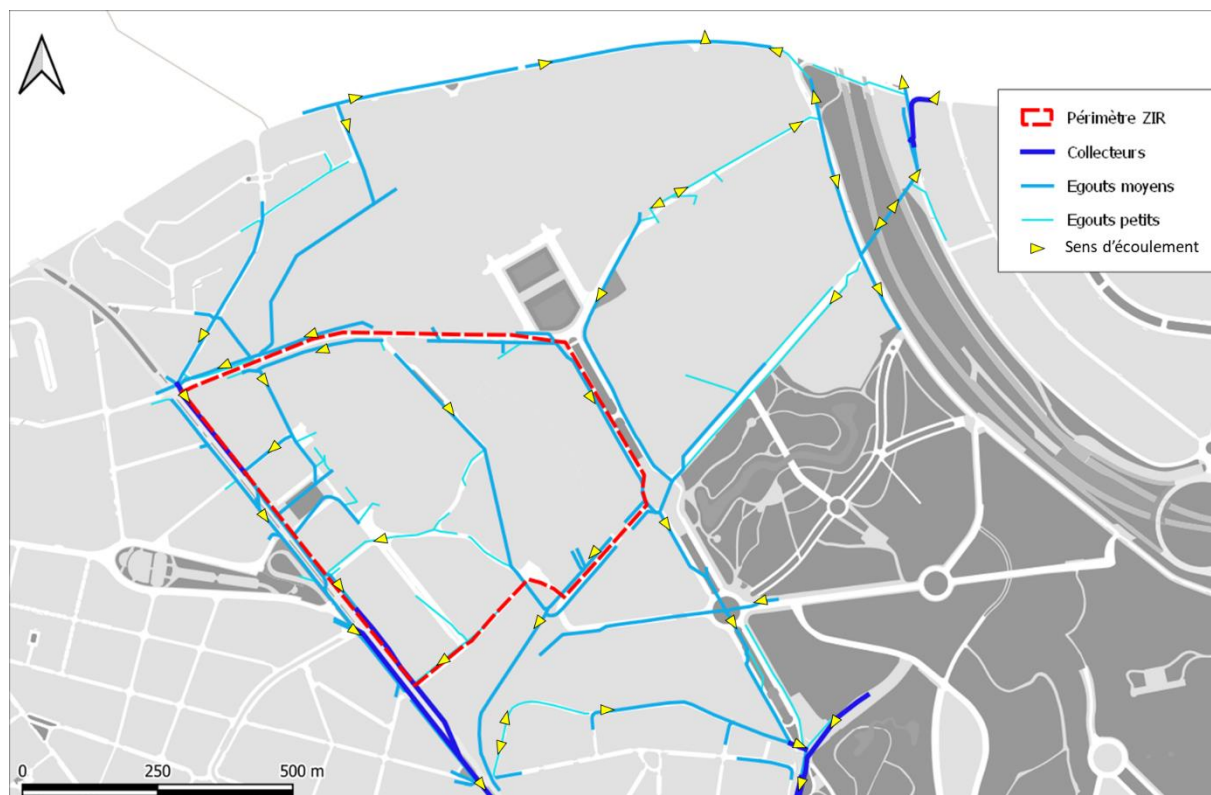 Périmètre ZIR
Collecteurs
Egouts moyens
Egouts petits
Sens d'écoulement
0 250 500 m